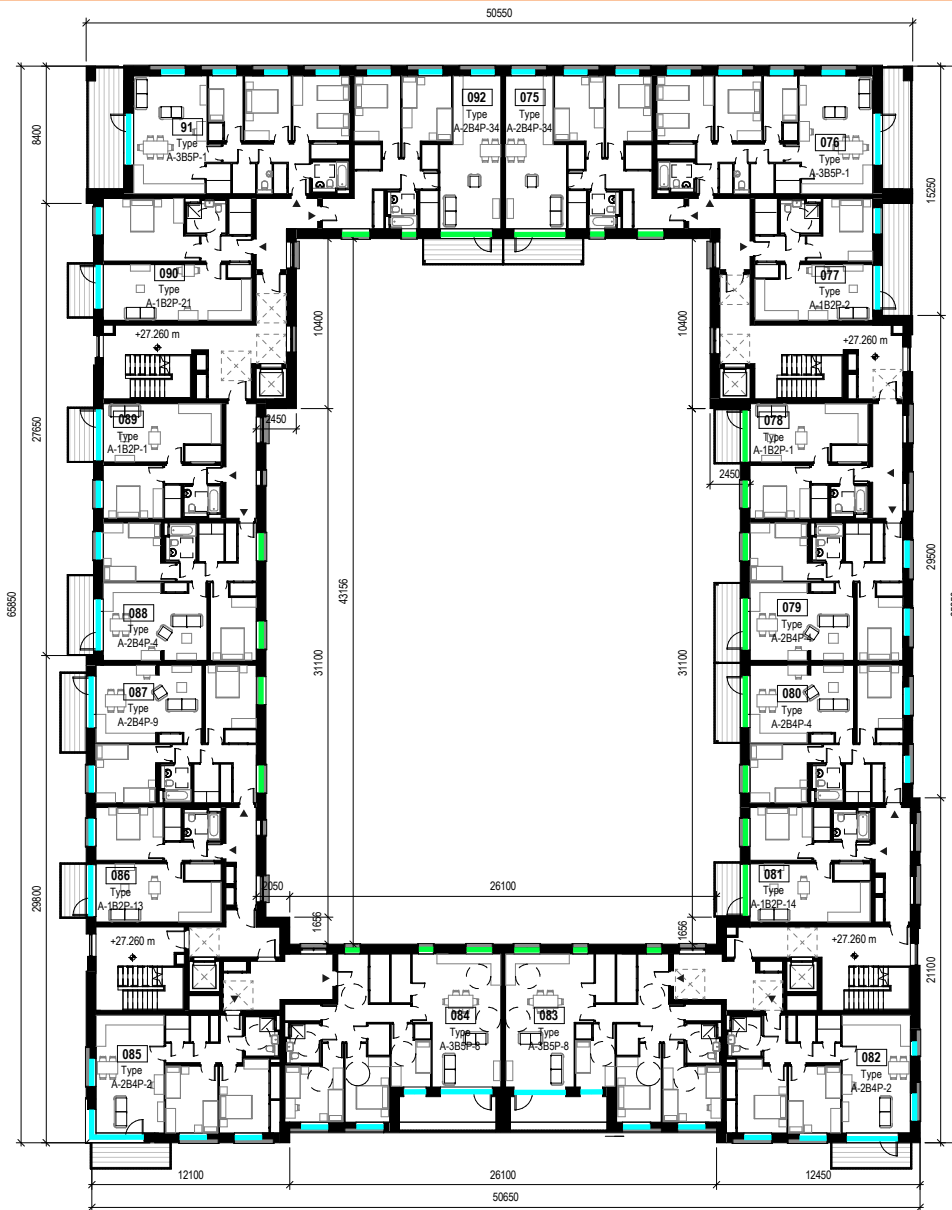 50550
8400
15250
91
Type
A-3B5P-1
092
Type
A-2B4P-34
075
Type
A-2B4P-34
076
Type
A-3B5P-1
090
Type
A-1B2P-21
077
Type
A-1B2P-2
+27.260 m
10400
10400
+27.260 m
27650
089
Type
A-1B2P-1
2450
078
Type
A-1B2P-1
2450
29500
65850
43156
088
Type
A-2B4P-4
079
Type
A-2B4P-4
31100
31100
087
Type
A-2B4P-9
080
Type
A-2B4P-4
29800
086
Type
A-1B2P-13
2050
26100
081
Type
A-1B2P-14
1656
1656
+27.260 m
+27.260 m
21100
085
Type
A-2B4P-2
084
Type
A-3B5P-8
083
Type
A-3B5P-8
082
Type
A-2B4P-2
12100
26100
12450
50650